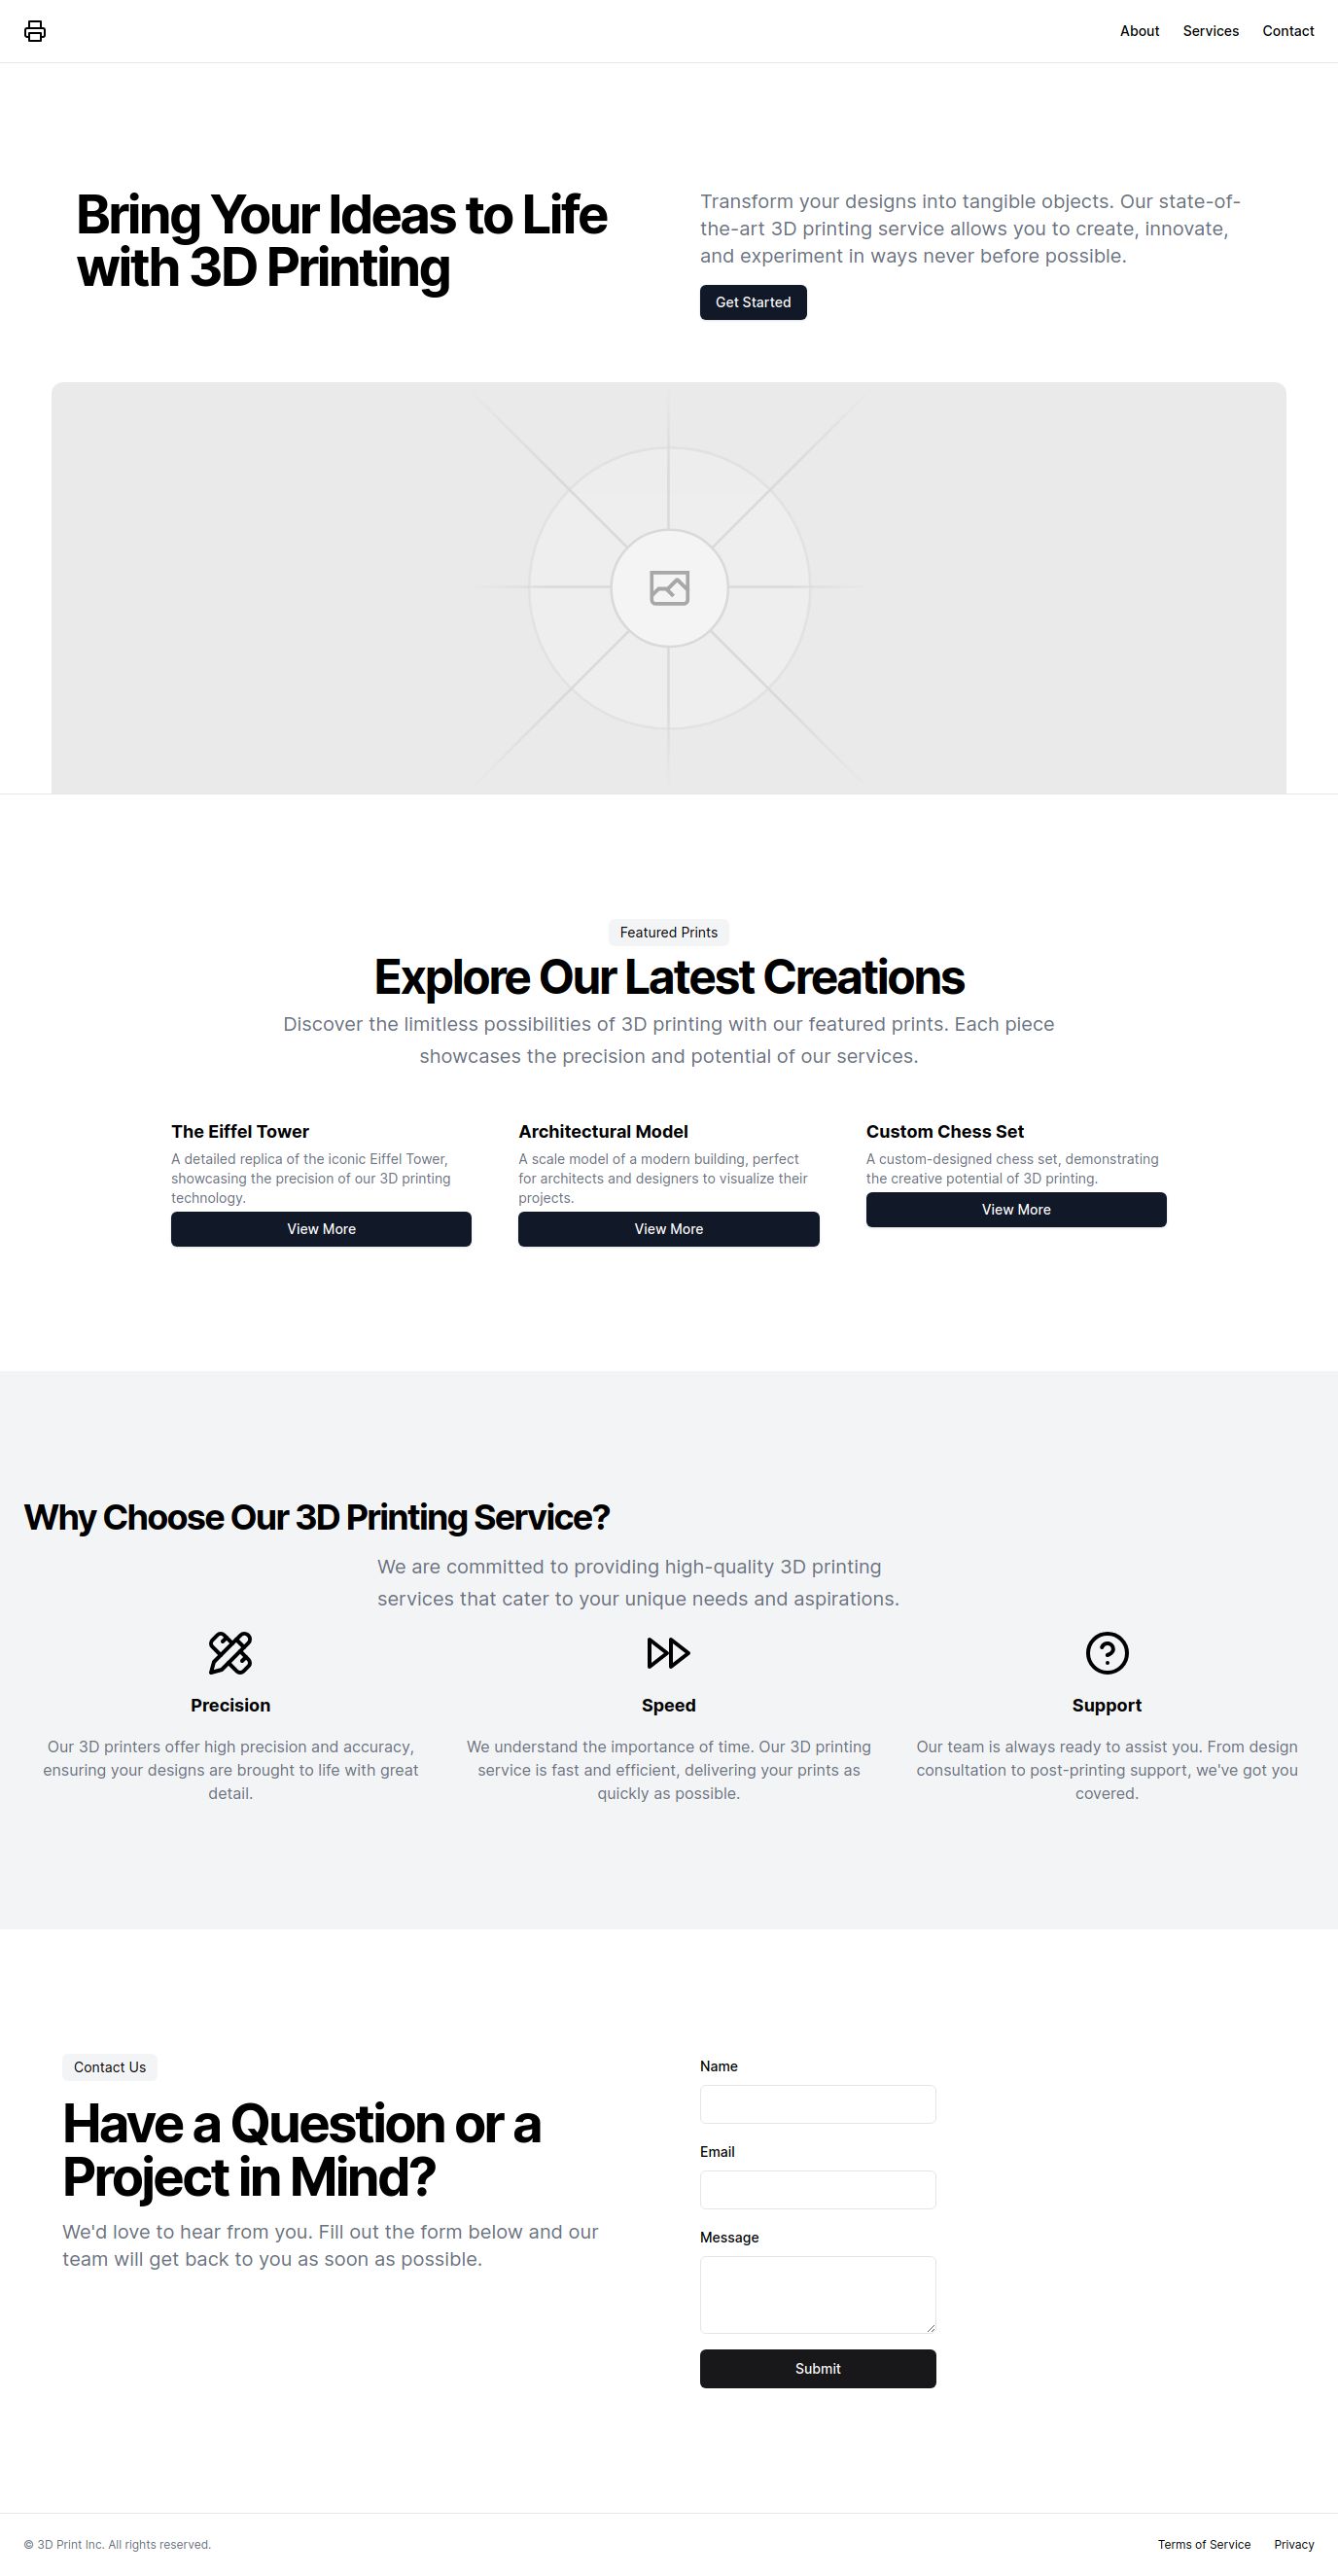 About
Services
Contact
Bring Your Ideas to Life
with 3D Printing
Transform your designs into tangible objects. Our state-of-
the-art 3D printing service allows you to create, innovate,
and experiment in ways never before possible.
Get Started
Featured Prints
Explore Our Latest Creations
Discover the limitless possibilities of 3D printing with our featured prints. Each piece
showcases the precision and potential of our services.
The Eiffel Tower
A detailed replica of the iconic Eiffel Tower,
showcasing the precision of our 3D printing
technology.
View More
Architectural Model
A scale model of a modern building, perfect
for architects and designers to visualize their
projects.
View More
Custom Chess Set
A custom-designed chess set, demonstrating
the creative potential of 3D printing.
View More
Why Choose Our 3D Printing Service?
We are committed to providing high-quality 3D printing
services that cater to your unique needs and aspirations.
Precision
Our 3D printers offer high precision and accuracy,
ensuring your designs are brought to life with great
detail.
Speed
We understand the importance of time. Our 3D printing
service is fast and efficient, delivering your prints as
quickly as possible.
Support
Our team is always ready to assist you. From design
consultation to post-printing support, we've got you
covered.
Contact Us
Have a Question or a
Project in Mind?
We'd love to hear from you. Fill out the form below and our
team will get back to you as soon as possible.
Name
Email
Message
Submit
© 3D Print Inc. All rights reserved.
Terms of Service
Privacy